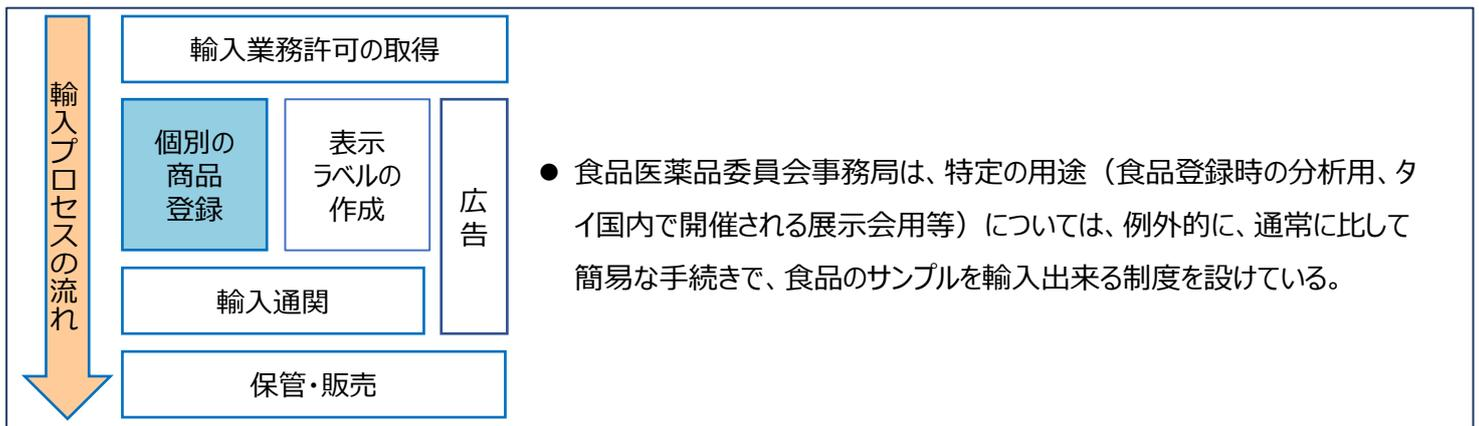 輸入プロセスの流れ
輸入業務許可の取得
個別の
商品
登録
表示
ラベルの
作成
広告
輸入通関
保管・販売
● 食品医薬品委員会事務局は、特定の用途（食品登録時の分析用、タ
イ国内で開催される展示会用等）については、例外的に、通常に比して
簡易な手続きで、食品のサンプルを輸入出来る制度を設けている。